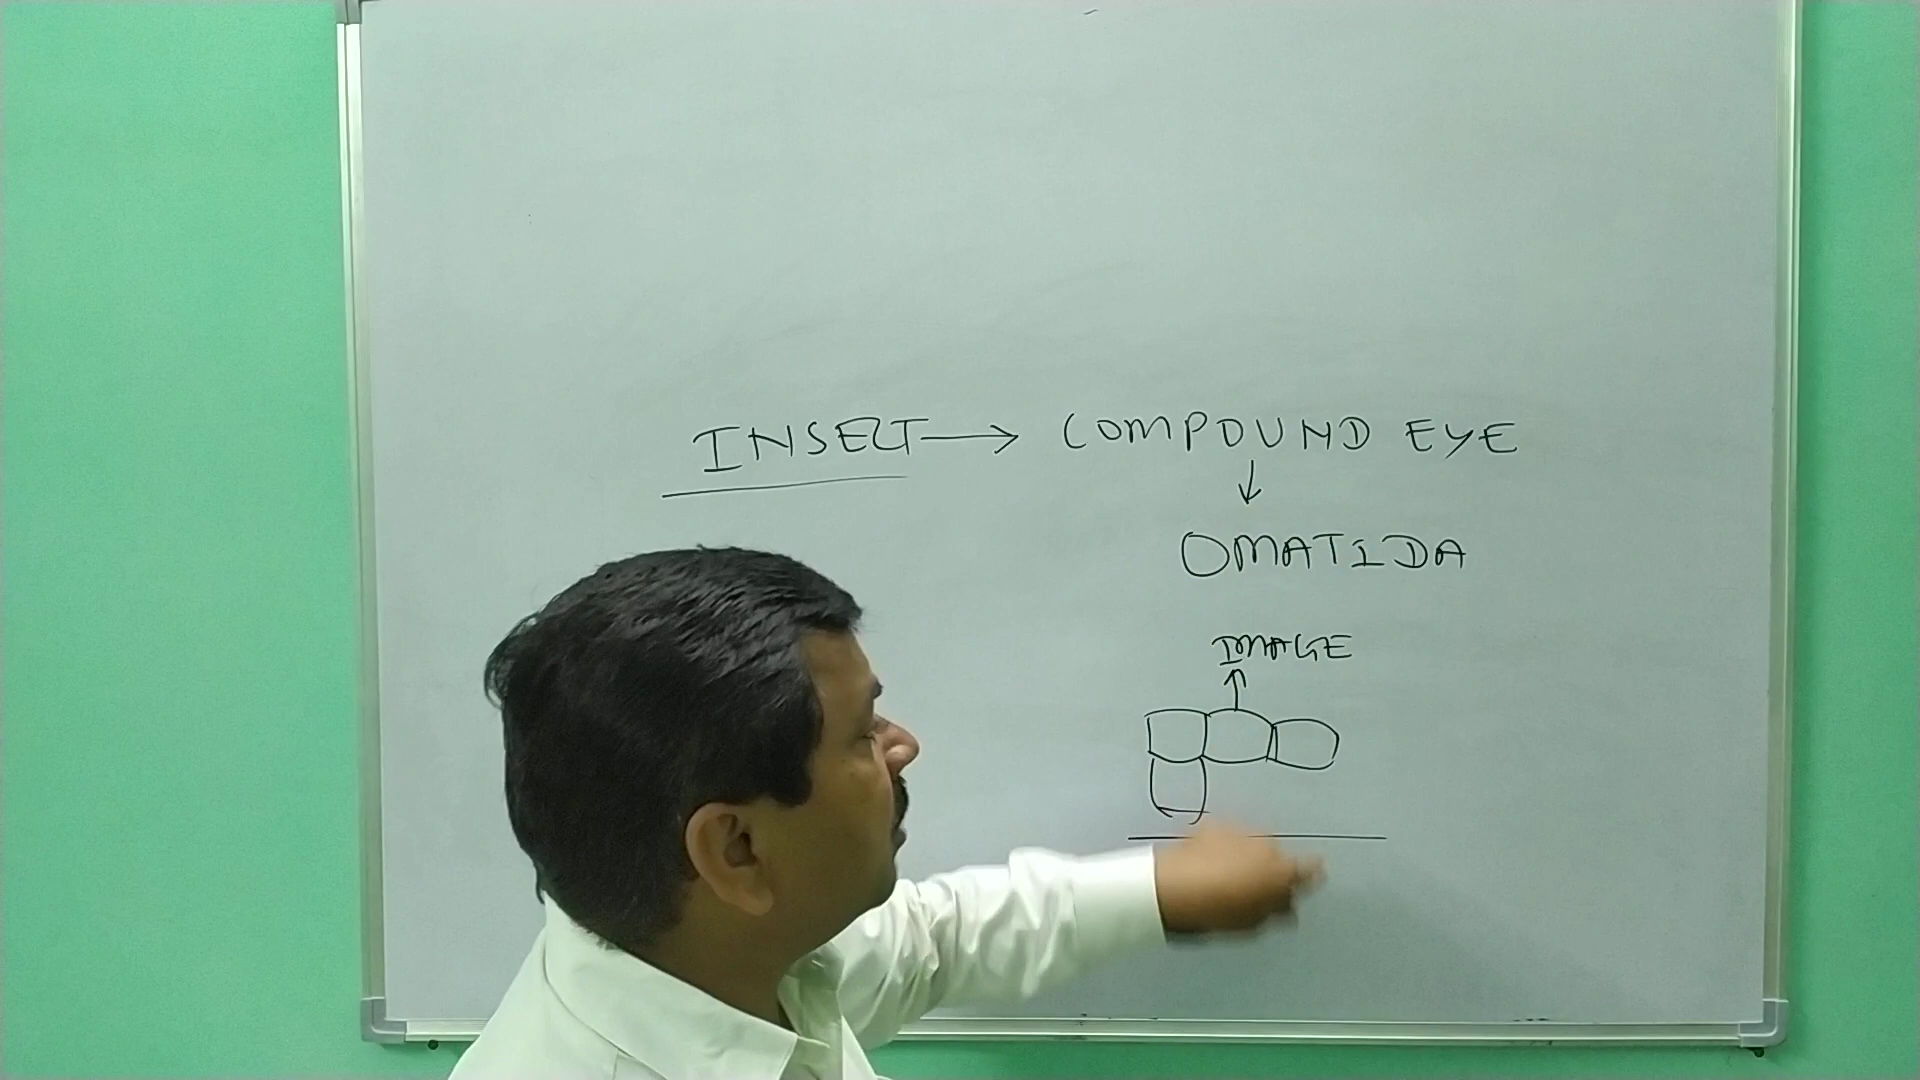 INSECT → COMPOUND EYE
↓
OMATIDA
IMAGE
↑